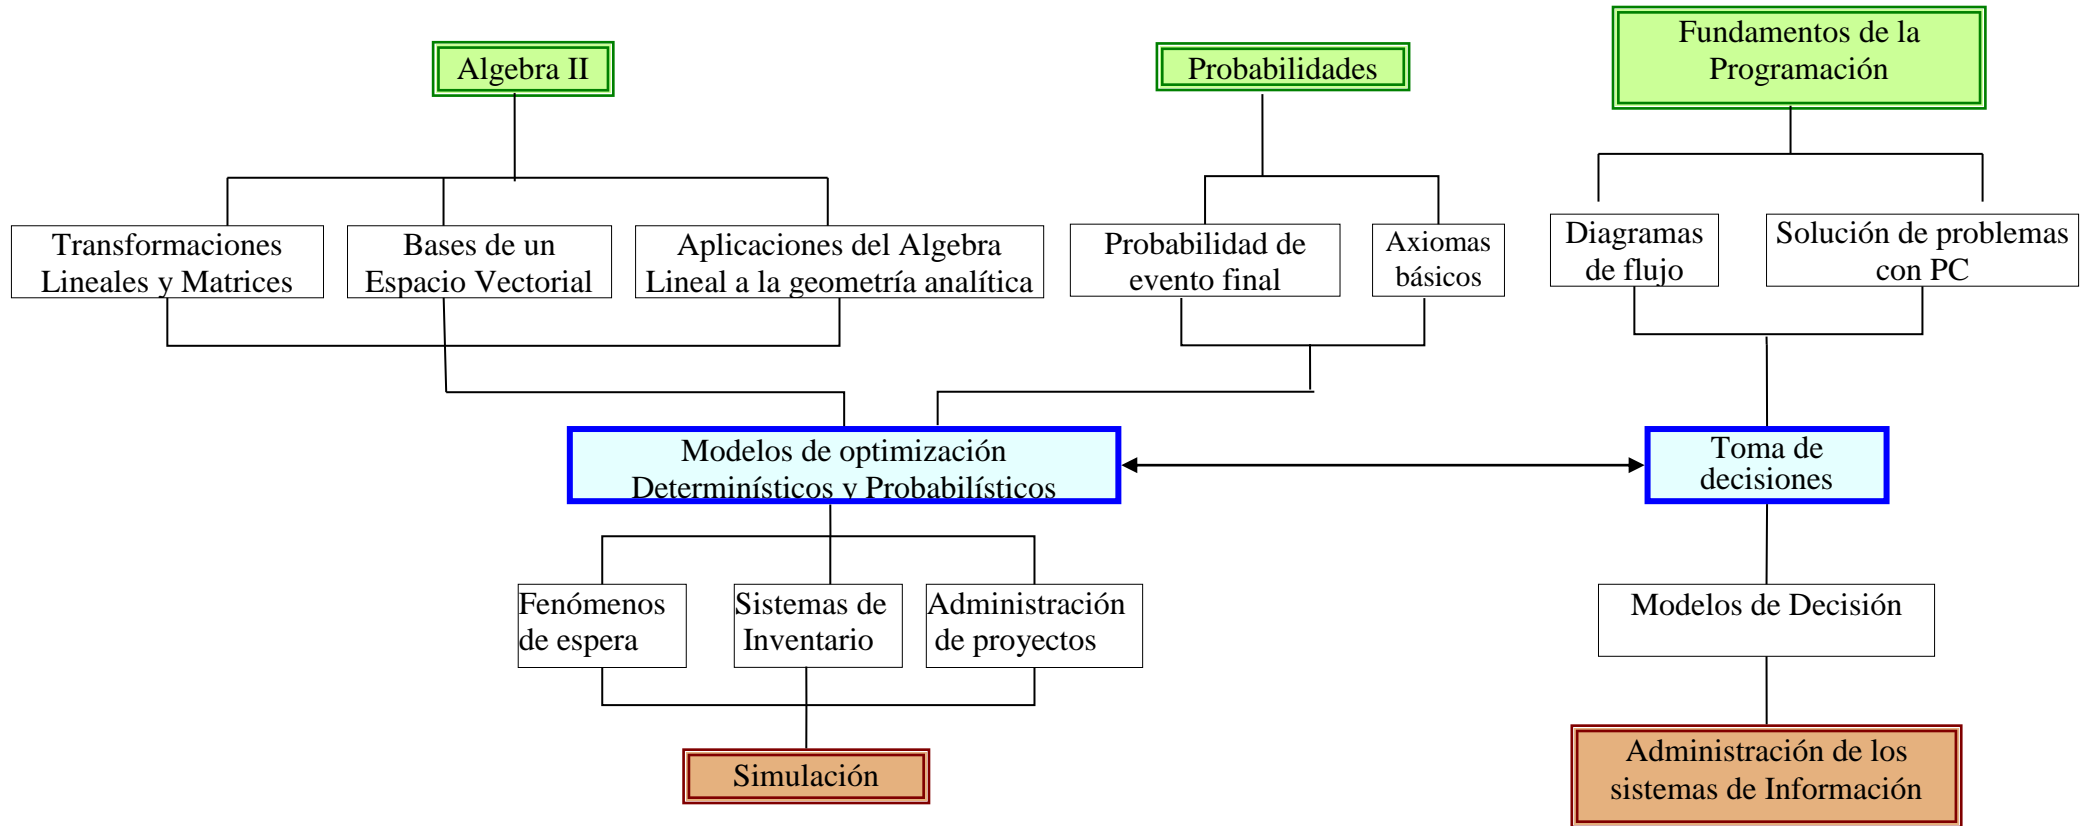 Algebra II
Probabilidades
Fundamentos de la
Programación
Transformaciones
Lineales y Matrices
Bases de un
Espacio Vectorial
Aplicaciones del Algebra
Lineal a la geometría analítica
Probabilidad de
evento final
Axiomas
básicos
Diagramas
de flujo
Solución de problemas
con PC
Modelos de optimización
Determinísticos y Probabilísticos
Toma de
decisiones
Fenómenos
de espera
Sistemas de
Inventario
Administración
de proyectos
Modelos de Decisión
Simulación
Administración de los
sistemas de Información